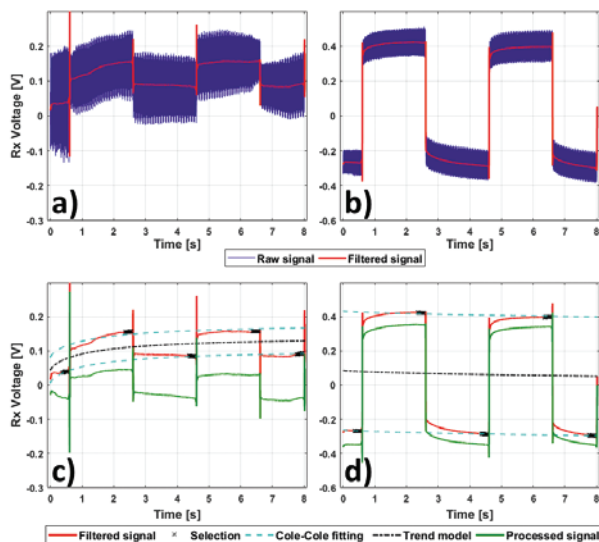 0.2
0.1
0
-0.1
-0.2
-0.3
Rx Voltage [V]
0 1 2 3 4 5 6 7 8
Time [s]
a)
0.4
0.2
0
-0.2
-0.4
-0.6
0 1 2 3 4 5 6 7 8
Time [s]
b)
Raw signal Filtered signal
0.2
0.1
0
-0.1
-0.2
-0.3
Rx Voltage [V]
0 1 2 3 4 5 6 7 8
Time [s]
c)
0.4
0.2
0
-0.2
-0.4
-0.6
0 1 2 3 4 5 6 7 8
Time [s]
d)
Filtered signal Selection Cole-Cole fitting Trend model Processed signal